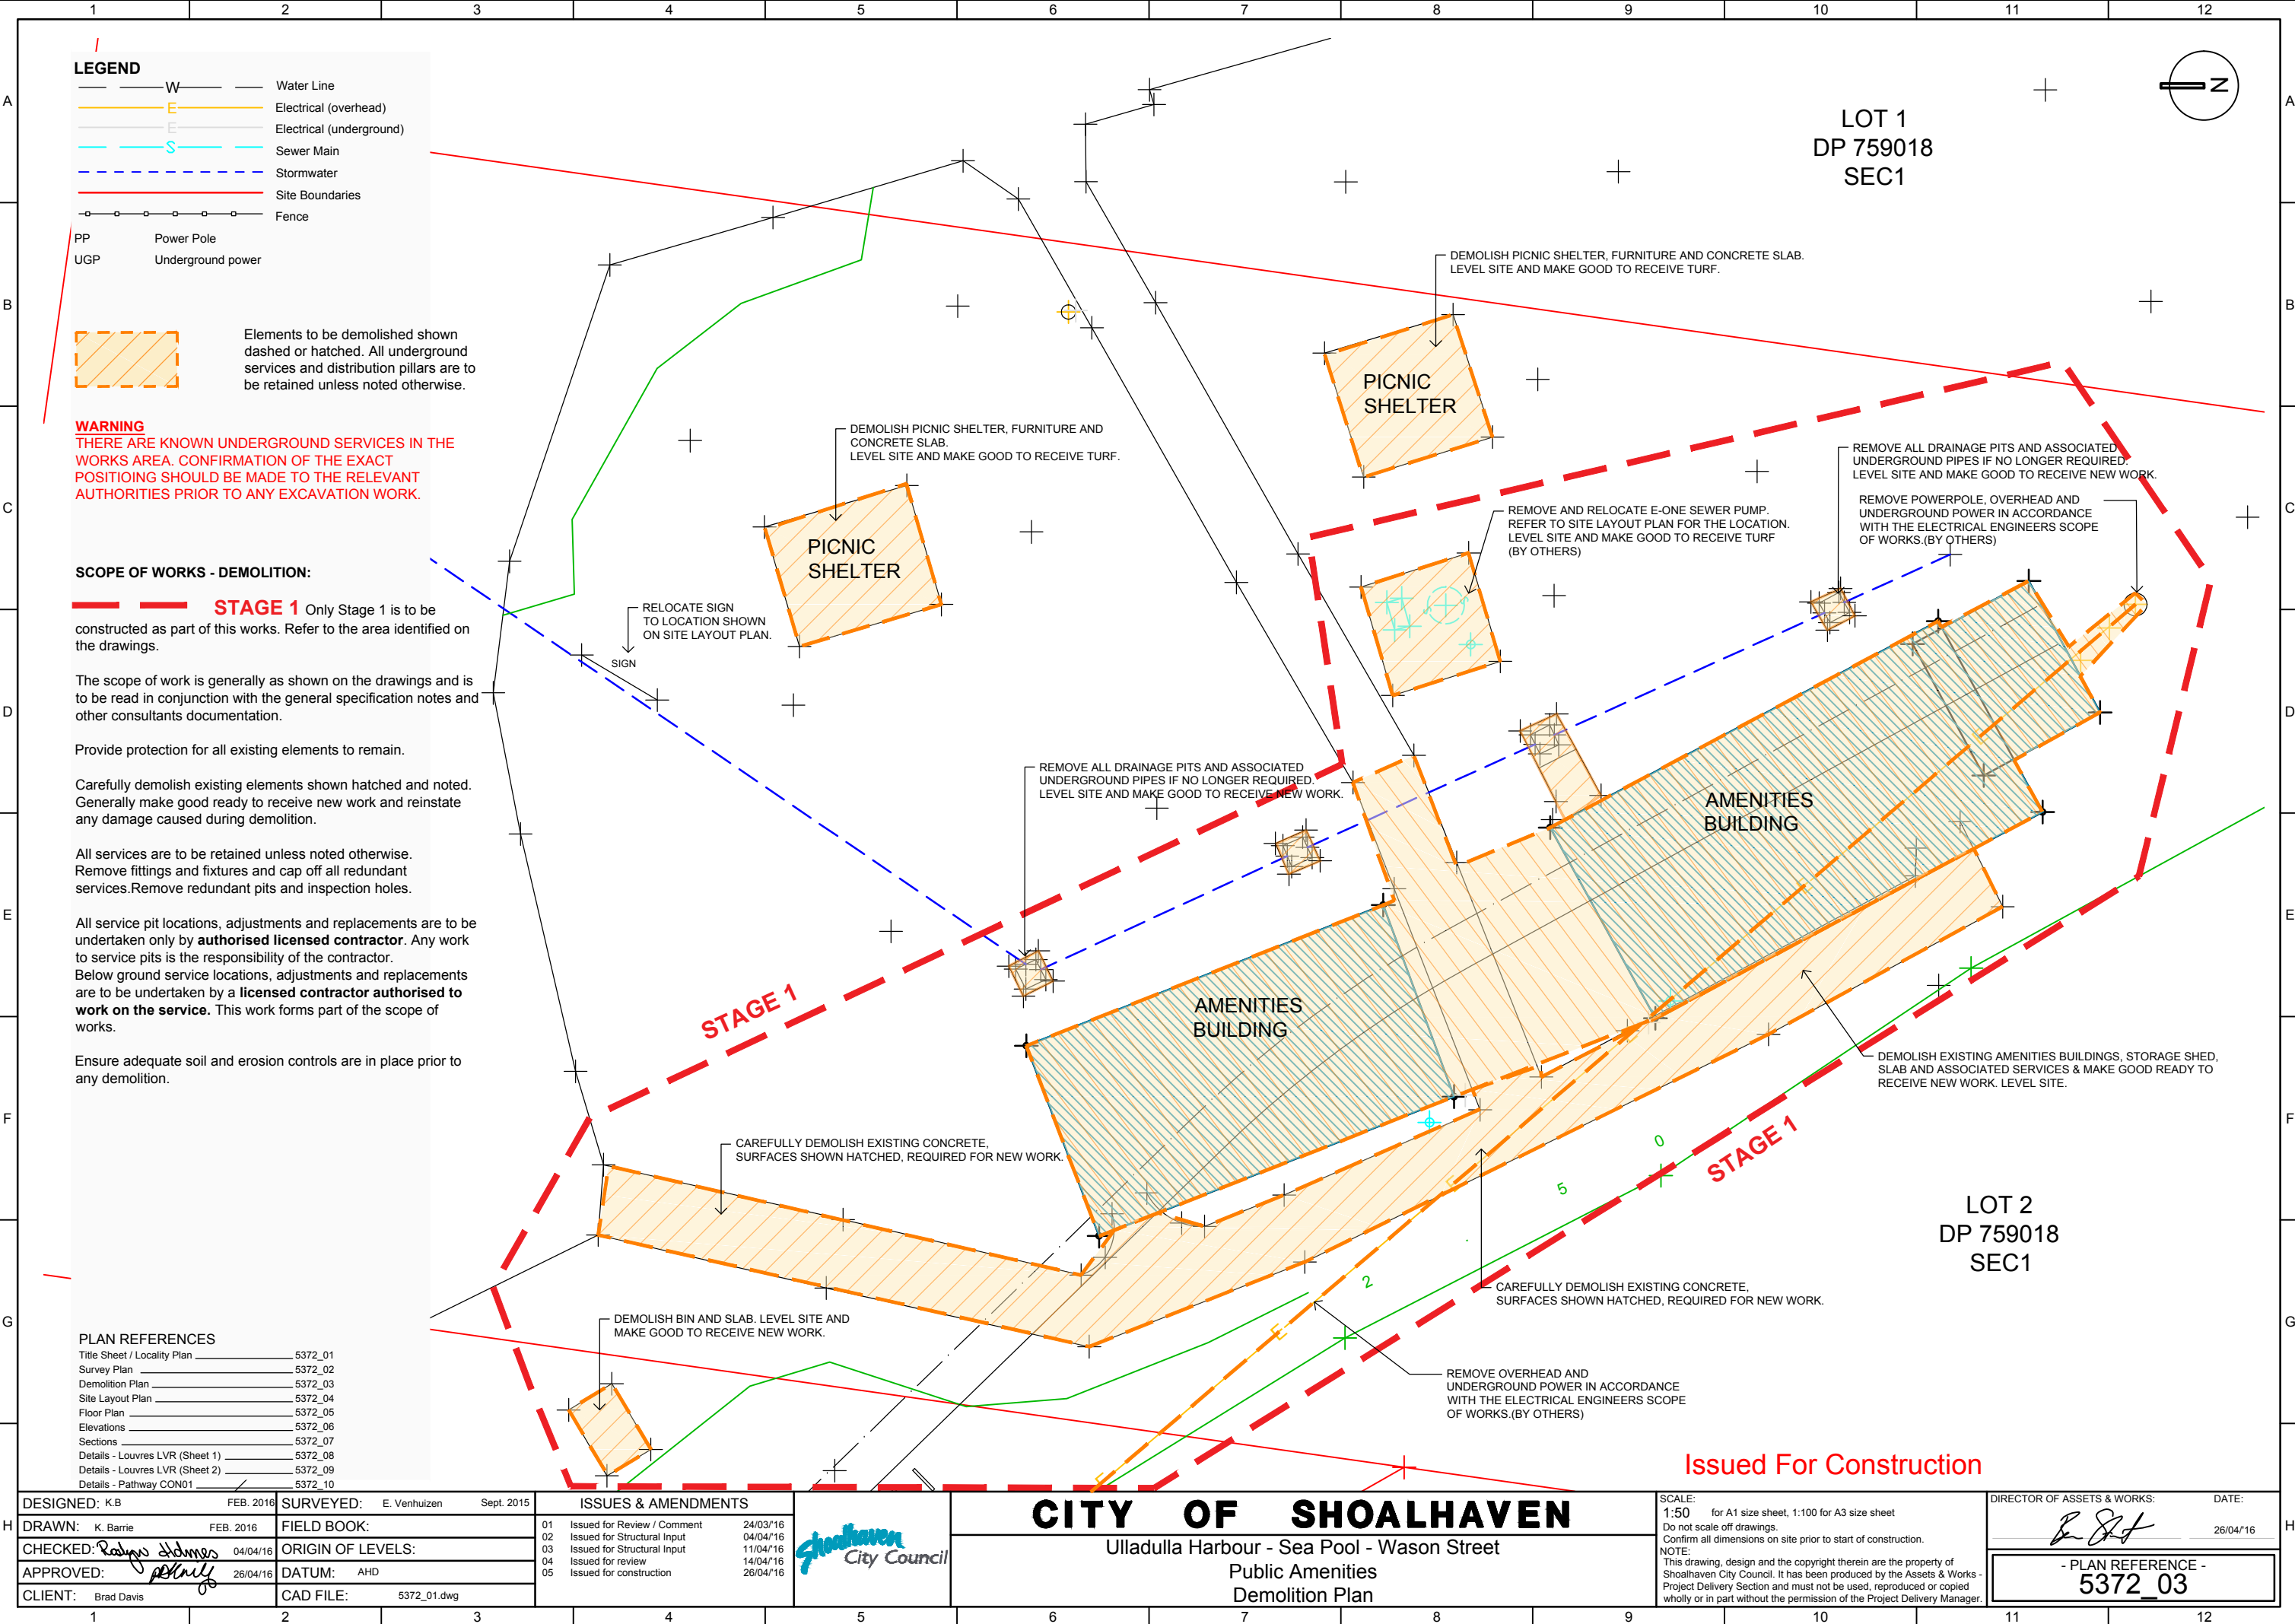 1 2 3 4 5 6 7 8 9 10 11 12
A A
B B
C C
D D
E E
F F
G G
H H
LEGEND
W Water Line
E Electrical (overhead)
E Electrical (underground)
S Sewer Main
Stormwater
Site Boundaries
Fence
PP Power Pole
UGP Underground power
Elements to be demolished shown
dashed or hatched. All underground
services and distribution pillars are to
be retained unless noted otherwise.
WARNING
THERE ARE KNOWN UNDERGROUND SERVICES IN THE
WORKS AREA. CONFIRMATION OF THE EXACT
POSITIOING SHOULD BE MADE TO THE RELEVANT
AUTHORITIES PRIOR TO ANY EXCAVATION WORK.
SCOPE OF WORKS - DEMOLITION:
STAGE 1 Only Stage 1 is to be
constructed as part of this works. Refer to the area identified on
the drawings.
The scope of work is generally as shown on the drawings and is
to be read in conjunction with the general specification notes and
other consultants documentation.
Provide protection for all existing elements to remain.
Carefully demolish existing elements shown hatched and noted.
Generally make good ready to receive new work and reinstate
any damage caused during demolition.
All services are to be retained unless noted otherwise.
Remove fittings and fixtures and cap off all redundant
services.Remove redundant pits and inspection holes.
All service pit locations, adjustments and replacements are to be
undertaken only by authorised licensed contractor. Any work
to service pits is the responsibility of the contractor.
Below ground service locations, adjustments and replacements
are to be undertaken by a licensed contractor authorised to
work on the service. This work forms part of the scope of
works.
Ensure adequate soil and erosion controls are in place prior to
any demolition.
PLAN REFERENCES
Title Sheet / Locality Plan 5372_01
Survey Plan 5372_02
Demolition Plan 5372_03
Site Layout Plan 5372_04
Floor Plan 5372_05
Elevations 5372_06
Sections 5372_07
Details - Louvres LVR (Sheet 1) 5372_08
Details - Louvres LVR (Sheet 2) 5372_09
Details - Pathway CON01 5372_10
N
LOT 1
DP 759018
SEC1
DEMOLISH PICNIC SHELTER, FURNITURE AND CONCRETE SLAB.
LEVEL SITE AND MAKE GOOD TO RECEIVE TURF.
PICNIC
SHELTER
DEMOLISH PICNIC SHELTER, FURNITURE AND
CONCRETE SLAB.
LEVEL SITE AND MAKE GOOD TO RECEIVE TURF.
PICNIC
SHELTER
REMOVE ALL DRAINAGE PITS AND ASSOCIATED
UNDERGROUND PIPES IF NO LONGER REQUIRED.
LEVEL SITE AND MAKE GOOD TO RECEIVE NEW WORK.
REMOVE POWERPOLE, OVERHEAD AND
UNDERGROUND POWER IN ACCORDANCE
WITH THE ELECTRICAL ENGINEERS SCOPE
OF WORKS.(BY OTHERS)
REMOVE AND RELOCATE E-ONE SEWER PUMP.
REFER TO SITE LAYOUT PLAN FOR THE LOCATION.
LEVEL SITE AND MAKE GOOD TO RECEIVE TURF
(BY OTHERS)
RELOCATE SIGN
TO LOCATION SHOWN
ON SITE LAYOUT PLAN.
SIGN
REMOVE ALL DRAINAGE PITS AND ASSOCIATED
UNDERGROUND PIPES IF NO LONGER REQUIRED.
LEVEL SITE AND MAKE GOOD TO RECEIVE NEW WORK.
AMENITIES
BUILDING
AMENITIES
BUILDING
STAGE 1
DEMOLISH EXISTING AMENITIES BUILDINGS, STORAGE SHED,
SLAB AND ASSOCIATED SERVICES & MAKE GOOD READY TO
RECEIVE NEW WORK. LEVEL SITE.
STAGE 1
CAREFULLY DEMOLISH EXISTING CONCRETE,
SURFACES SHOWN HATCHED, REQUIRED FOR NEW WORK.
2 . 5 0
LOT 2
DP 759018
SEC1
CAREFULLY DEMOLISH EXISTING CONCRETE,
SURFACES SHOWN HATCHED, REQUIRED FOR NEW WORK.
DEMOLISH BIN AND SLAB. LEVEL SITE AND
MAKE GOOD TO RECEIVE NEW WORK.
E
E
E
REMOVE OVERHEAD AND
UNDERGROUND POWER IN ACCORDANCE
WITH THE ELECTRICAL ENGINEERS SCOPE
OF WORKS.(BY OTHERS)
Issued For Construction
DESIGNED: K.B FEB. 2016
DRAWN: K. Barrie FEB. 2016
CHECKED: 04/04/16
APPROVED: 26/04/16
CLIENT: Brad Davis
SURVEYED: E. Venhuizen Sept. 2015
FIELD BOOK:
ORIGIN OF LEVELS:
DATUM: AHD
CAD FILE: 5372_01.dwg
ISSUES & AMENDMENTS
01 Issued for Review / Comment 24/03/'16
02 Issued for Structural Input 04/04/'16
03 Issued for Structural Input 11/04/'16
04 Issued for review 14/04/'16
05 Issued for construction 26/04/'16
Shoalhaven
City Council
CITY OF SHOALHAVEN
Ulladulla Harbour - Sea Pool - Wason Street
Public Amenities
Demolition Plan
SCALE:
1:50 for A1 size sheet, 1:100 for A3 size sheet
Do not scale off drawings.
Confirm all dimensions on site prior to start of construction.
NOTE:
This drawing, design and the copyright therein are the property of
Shoalhaven City Council. It has been produced by the Assets & Works -
Project Delivery Section and must not be used, reproduced or copied
wholly or in part without the permission of the Project Delivery Manager.
DIRECTOR OF ASSETS & WORKS: DATE:
26/04/'16
- PLAN REFERENCE -
5372_03
1 2 3 4 5 6 7 8 9 10 11 12